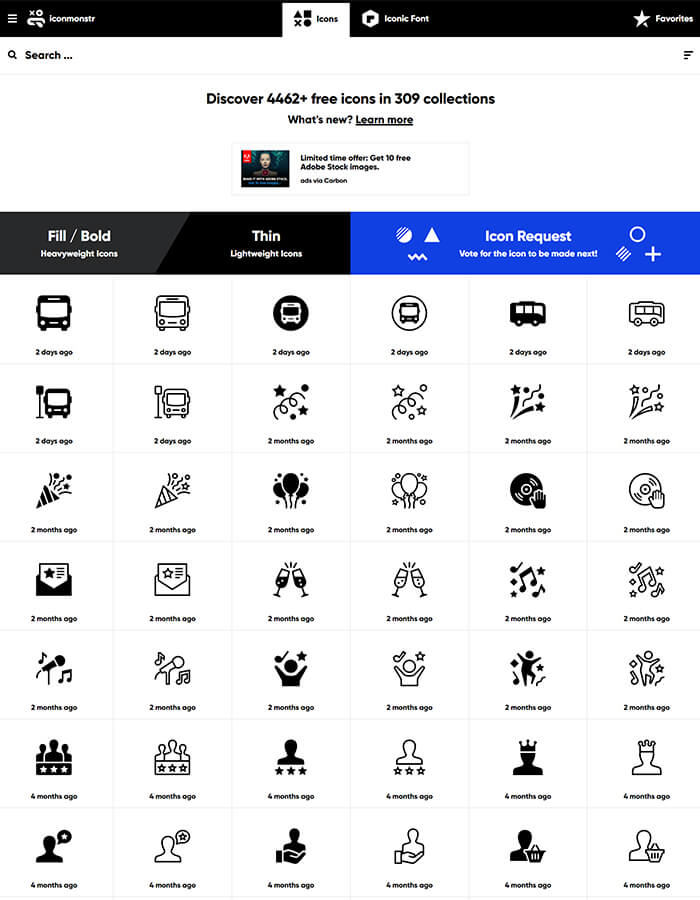 iconmonstr
Icons
Iconic Font
Favorites
Search ...
Discover 4462+ free icons in 309 collections
What's new? Learn more
Limited time offer: Get 10 free
Adobe Stock images.
ads via Carbon
Fill / Bold
Heavyweight Icons
Thin
Lightweight Icons
Icon Request
Vote for the icon to be made next!
2 days ago 2 days ago 2 days ago 2 days ago 2 days ago 2 days ago
2 days ago 2 days ago 2 months ago 2 months ago 2 months ago 2 months ago
2 months ago 2 months ago 2 months ago 2 months ago 2 months ago 2 months ago
2 months ago 2 months ago 2 months ago 2 months ago 2 months ago 2 months ago
2 months ago 2 months ago 2 months ago 2 months ago 2 months ago 2 months ago
4 months ago 4 months ago 4 months ago 4 months ago 4 months ago 4 months ago
4 months ago 4 months ago 4 months ago 4 months ago 4 months ago 4 months ago